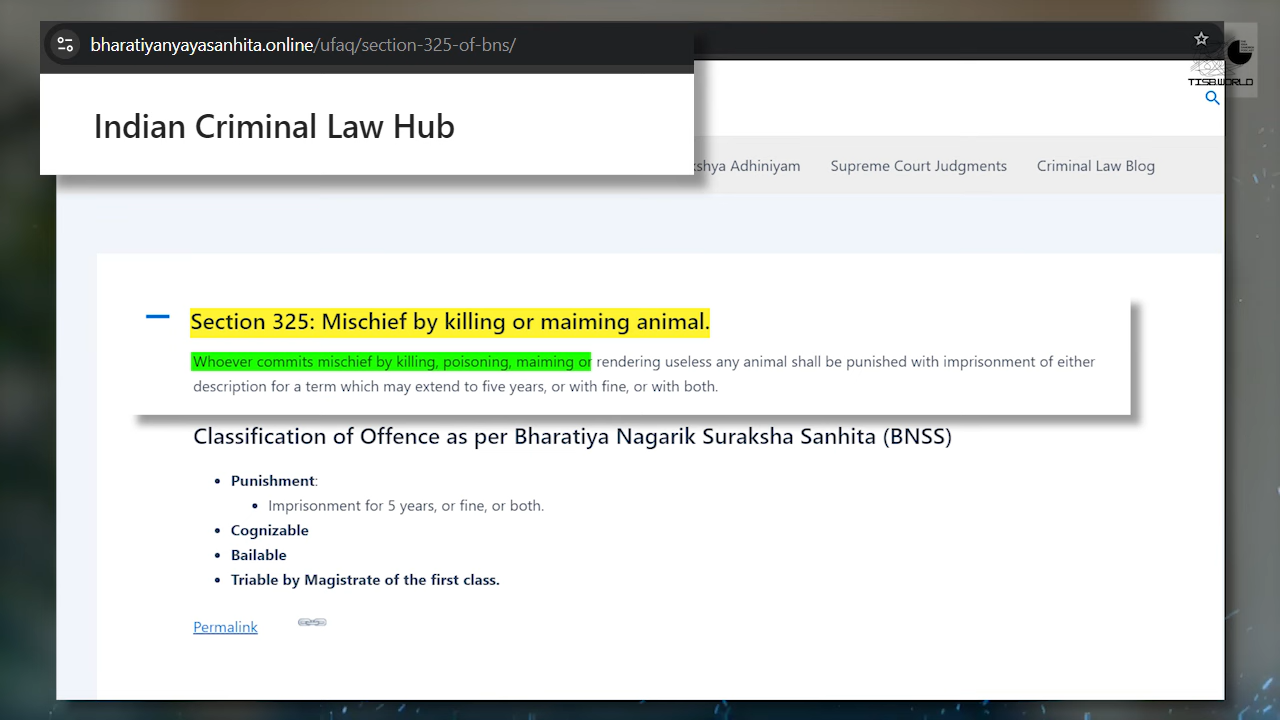 bharatiyanyayasanhita.online/ufaq/section-325-of-bns/
TISB.WORLD
Indian Criminal Law Hub
kshya Adhiniyam Supreme Court Judgments Criminal Law Blog
Section 325: Mischief by killing or maiming animal.
Whoever commits mischief by killing, poisoning, maiming or rendering useless any animal shall be punished with imprisonment of either
description for a term which may extend to five years, or with fine, or with both.
Classification of Offence as per Bharatiya Nagarik Suraksha Sanhita (BNSS)
Punishment:
Imprisonment for 5 years, or fine, or both.
Cognizable
Bailable
Triable by Magistrate of the first class.
Permalink